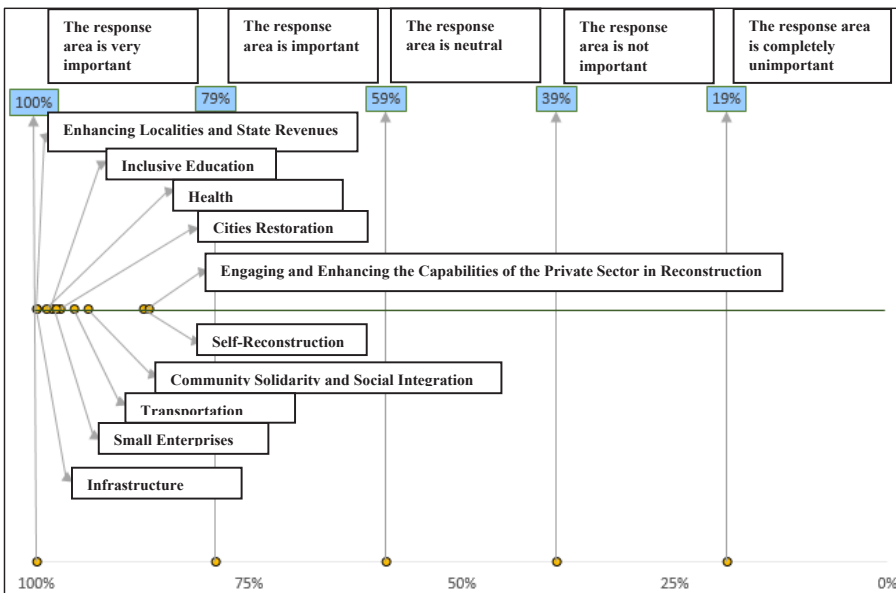 The response
area is very
important
The response
area is important
The response
area is neutral
The response
area is not
important
The response area
is completely
unimportant
100%
79%
59%
39%
19%
Enhancing Localities and State Revenues
Inclusive Education
Health
Cities Restoration
Engaging and Enhancing the Capabilities of the Private Sector in Reconstruction
Self-Reconstruction
Community Solidarity and Social Integration
Transportation
Small Enterprises
Infrastructure
100%
75%
50%
25%
0%